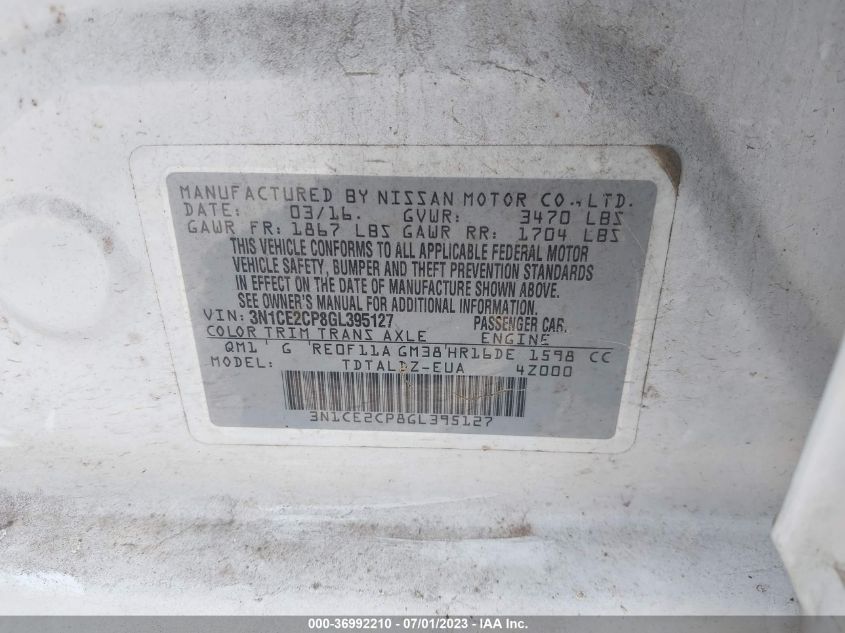 MANUFACTURED BY NISSAN MOTOR CO.,LTD.
DATE: 03/16. GVWR: 3470 LBS
GAWR FR: 1867 LBS GAWR RR: 1704 LBS
THIS VEHICLE CONFORMS TO ALL APPLICABLE FEDERAL MOTOR
VEHICLE SAFETY, BUMPER AND THEFT PREVENTION STANDARDS
IN EFFECT ON THE DATE OF MANUFACTURE SHOWN ABOVE.
SEE OWNER'S MANUAL FOR ADDITIONAL INFORMATION.
VIN: 3N1CE2CP8GL395127 PASSENGER CAR.
COLOR TRIM TRANS AXLE ENGINE
QM1 G RE0F11A GM38 HR16DE 1598 CC
MODEL: 4Z000
3N1CE2CP8GL395127
000-36992210 - 07/01/2023 - IAA Inc.